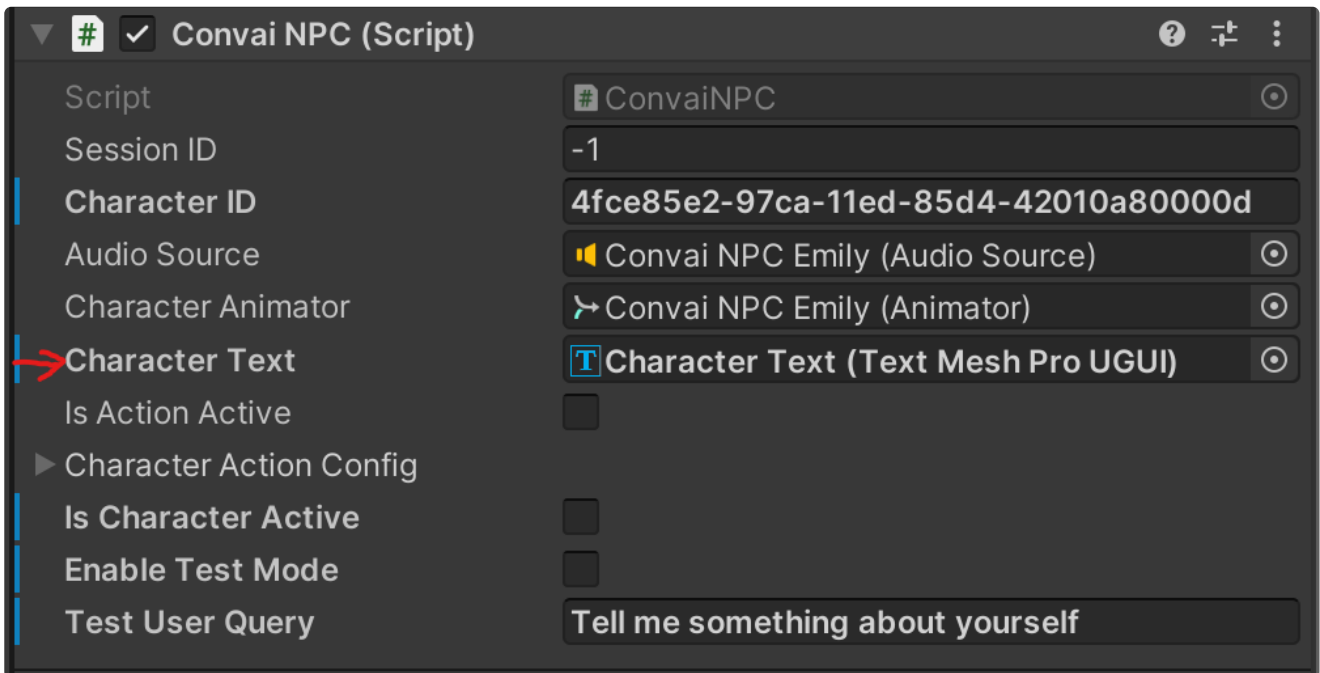 # Convai NPC (Script)
Script # ConvaiNPC
Session ID -1
Character ID 4fce85e2-97ca-11ed-85d4-42010a80000d
Audio Source Convai NPC Emily (Audio Source)
Character Animator Convai NPC Emily (Animator)
Character Text T Character Text (Text Mesh Pro UGUI)
Is Action Active
Character Action Config
Is Character Active
Enable Test Mode
Test User Query Tell me something about yourself